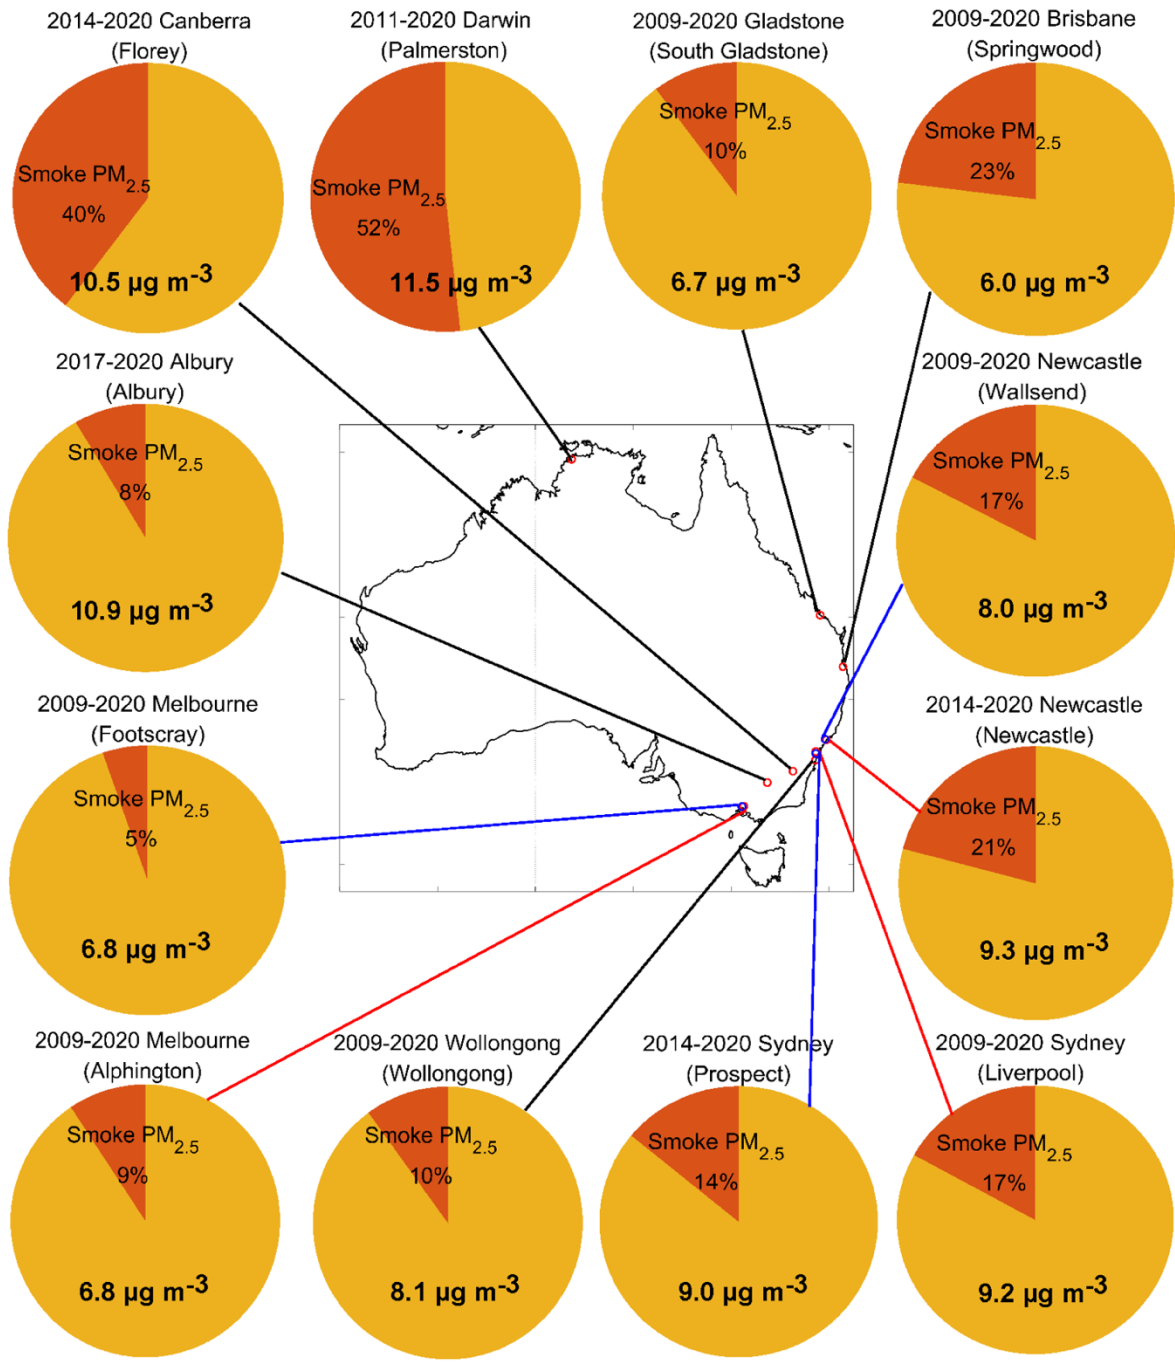 2014-2020 Canberra
(Florey)
Smoke PM2.5
40%
10.5 µg m-3
2011-2020 Darwin
(Palmerston)
Smoke PM2.5
52%
11.5 µg m-3
2009-2020 Gladstone
(South Gladstone)
Smoke PM2.5
10%
6.7 µg m-3
2009-2020 Brisbane
(Springwood)
Smoke PM2.5
23%
6.0 µg m-3
2017-2020 Albury
(Albury)
Smoke PM2.5
8%
10.9 µg m-3
2009-2020 Newcastle
(Wallsend)
Smoke PM2.5
17%
8.0 µg m-3
2009-2020 Melbourne
(Footscray)
Smoke PM2.5
5%
6.8 µg m-3
2014-2020 Newcastle
(Newcastle)
Smoke PM2.5
21%
9.3 µg m-3
2009-2020 Melbourne
(Alphington)
Smoke PM2.5
9%
6.8 µg m-3
2009-2020 Wollongong
(Wollongong)
Smoke PM2.5
10%
8.1 µg m-3
2014-2020 Sydney
(Prospect)
Smoke PM2.5
14%
9.0 µg m-3
2009-2020 Sydney
(Liverpool)
Smoke PM2.5
17%
9.2 µg m-3